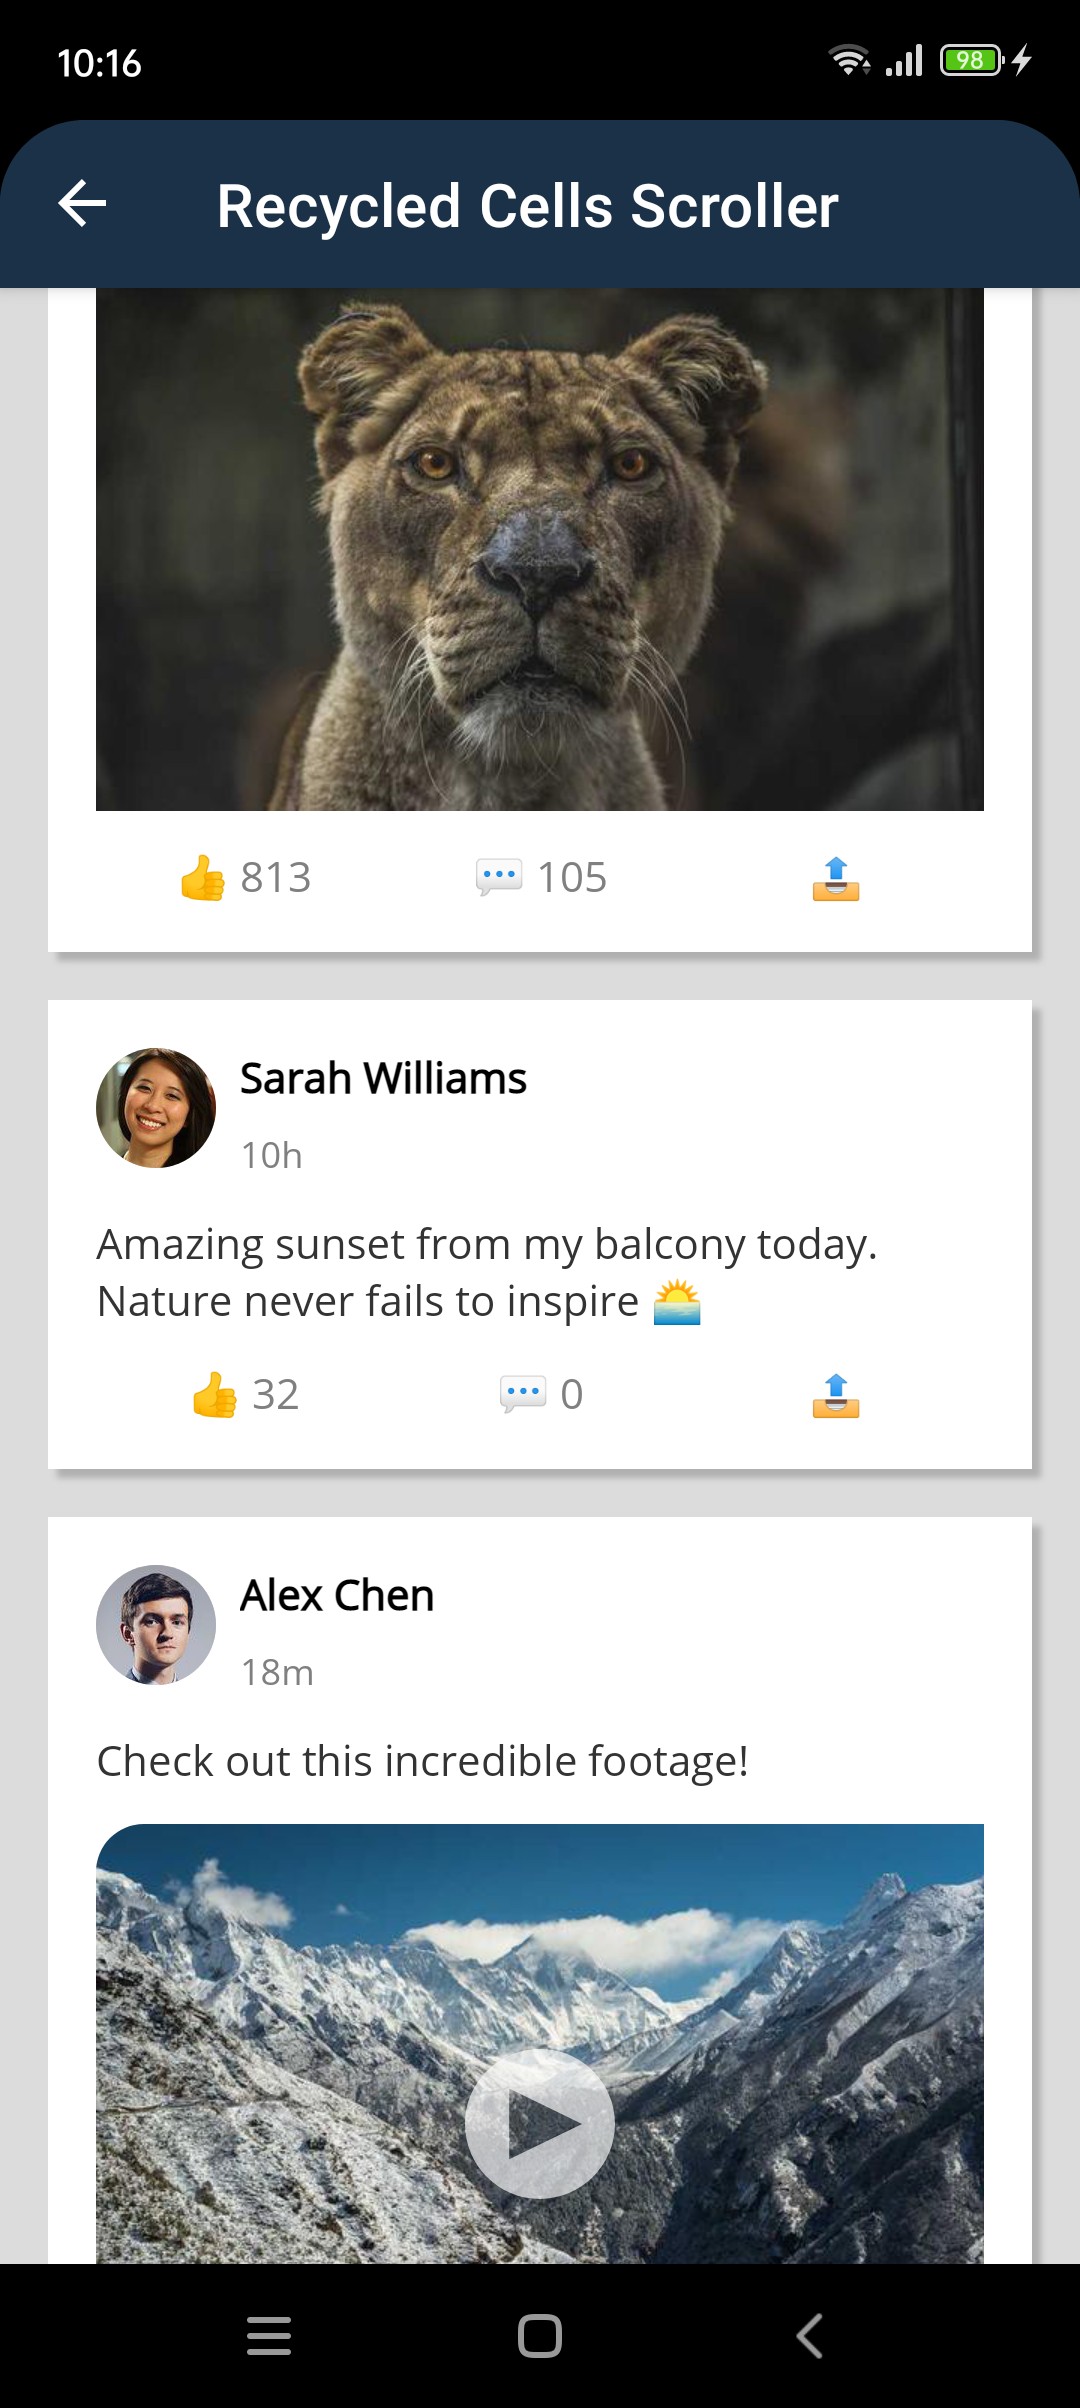 10:16
98
Recycled Cells Scroller
👍 813 💬 105 📤
Sarah Williams
10h
Amazing sunset from my balcony today.
Nature never fails to inspire 🌅
👍 32 💬 0 📤
Alex Chen
18m
Check out this incredible footage!